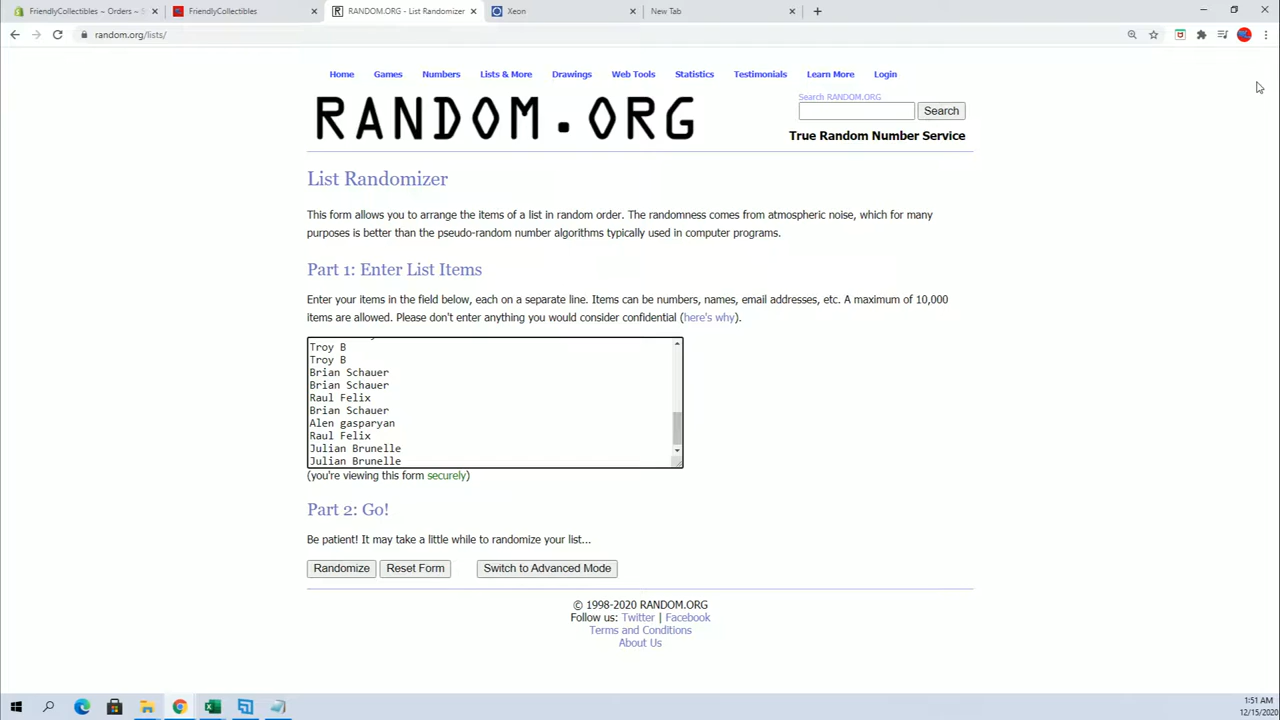 FriendlyCollectibles ~ Orders ~ S
FriendlyCollectibles
RANDOM.ORG - List Randomizer
Xeon
New Tab
random.org/lists/
Home
Games
Numbers
Lists & More
Drawings
Web Tools
Statistics
Testimonials
Learn More
Login
RANDOM.ORG
Search RANDOM.ORG
Search
True Random Number Service
List Randomizer
This form allows you to arrange the items of a list in random order. The randomness comes from atmospheric noise, which for many
purposes is better than the pseudo-random number algorithms typically used in computer programs.
Part 1: Enter List Items
Enter your items in the field below, each on a separate line. Items can be numbers, names, email addresses, etc. A maximum of 10,000
items are allowed. Please don't enter anything you would consider confidential (here's why).
Troy B
Troy B
Brian Schauer
Brian Schauer
Raul Felix
Brian Schauer
Alen gasparyan
Raul Felix
Julian Brunelle
Julian Brunelle
(you're viewing this form securely)
Part 2: Go!
Be patient! It may take a little while to randomize your list...
Randomize
Reset Form
Switch to Advanced Mode
© 1998-2020 RANDOM.ORG
Follow us: Twitter | Facebook
Terms and Conditions
About Us
1:51 AM
12/15/2020